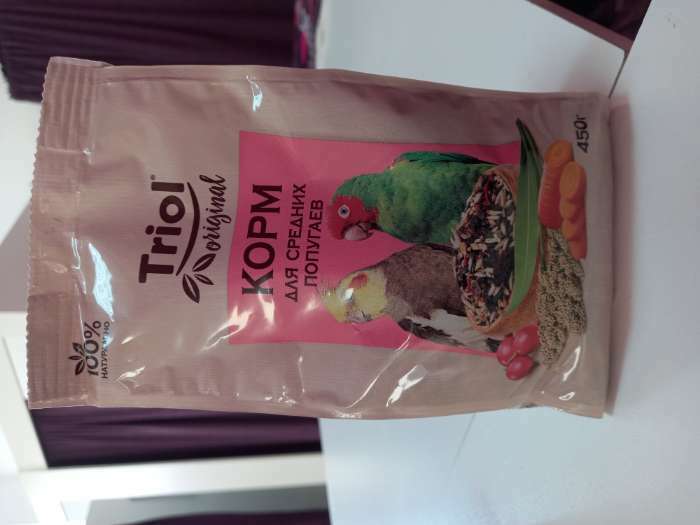 100%
НАТУРАЛЬНО
Triol®
original
КОРМ
ДЛЯ СРЕДНИХ
ПОПУГАЕВ
450г